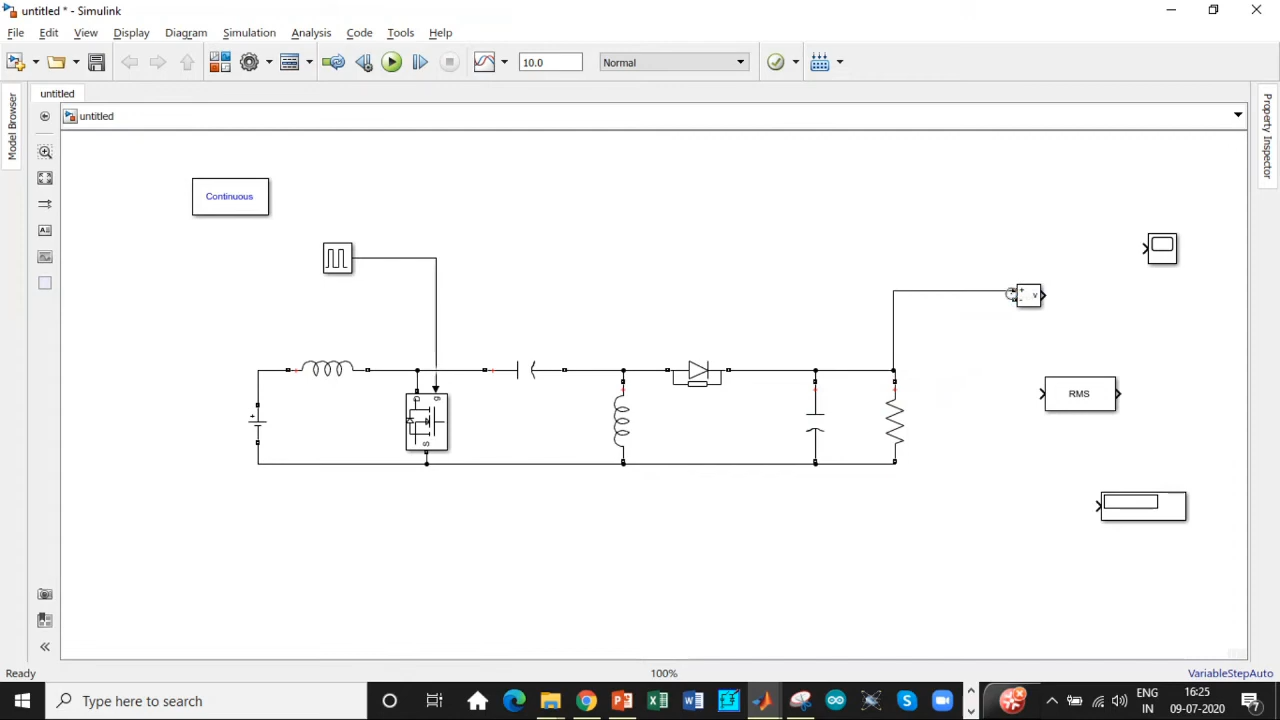 untitled * - Simulink
File Edit View Display Diagram Simulation Analysis Code Tools Help
10.0
Normal
untitled
untitled
Model Browser
Property Inspector
Continuous
+
v
-
D
g
S
+
RMS
Ready
100%
VariableStepAuto
Type here to search
ENG
IN
16:25
09-07-2020
7